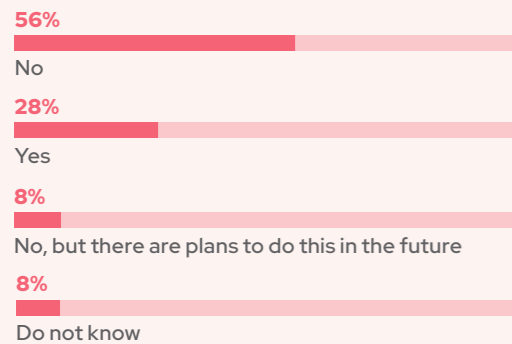 56%
No
28%
Yes
8%
No, but there are plans to do this in the future
8%
Do not know